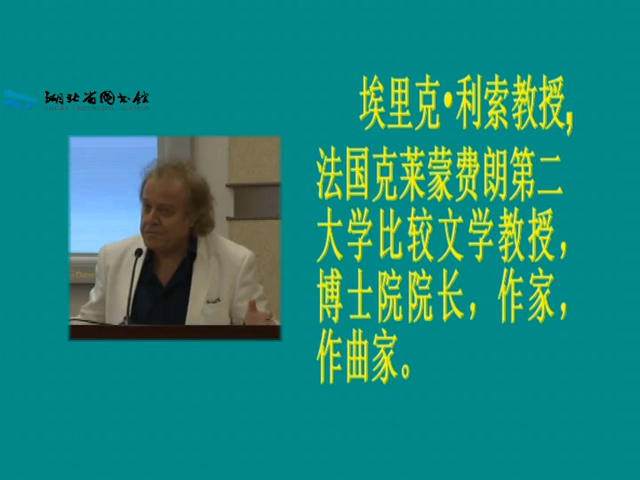 湖北省图书馆
埃里克·利索教授，
法国克莱蒙费朗第二
大学比较文学教授，
博士院院长，作家，
作曲家。